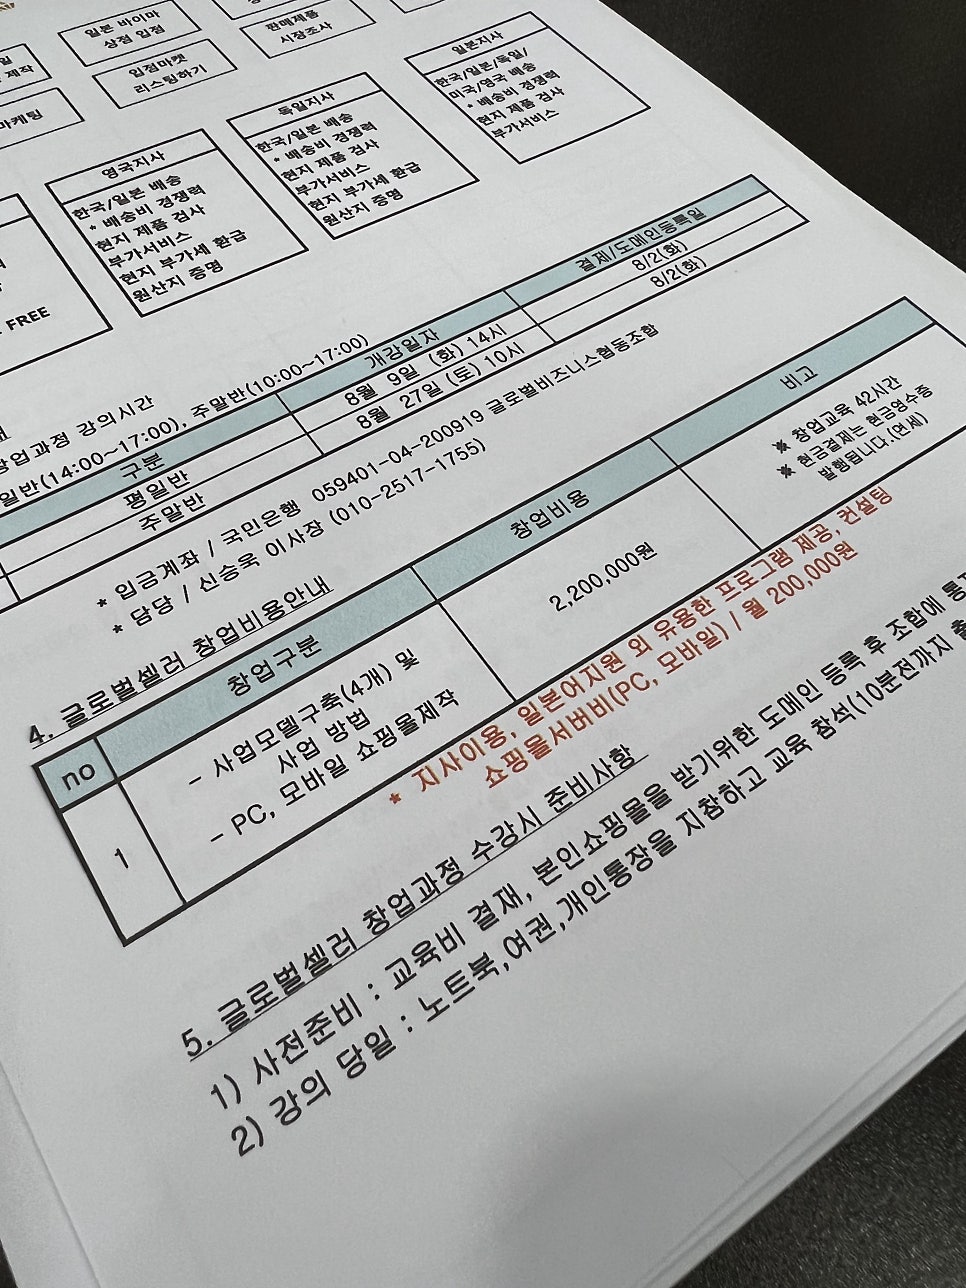 일본 바이마
상점 입점
판매제품
시장조사
제작
입점마켓
리스팅하기
마케팅
일본지사
한국/일본/독일/
미국/영국 배송
* 배송비 경쟁력
현지 제품 검사
부가서비스
독일지사
한국/일본 배송
* 배송비 경쟁력
현지 제품 검사
부가서비스
현지 부가세 환급
원산지 증명
영국지사
한국/일본 배송
* 배송비 경쟁력
현지 제품 검사
부가서비스
현지 부가세 환급
원산지 증명
FREE
창업과정 강의시간
일반(14:00~17:00), 주말반(10:00~17:00)
구분 개강일자 결제/도메인등록일
평일반 8월 9일 (화) 14시 8/2(화)
주말반 8월 27일 (토) 10시 8/2(화)
* 입금계좌 / 국민은행 059401-04-200919 글로벌비즈니스협동조합
* 담당 / 신승욱 이사장 (010-2517-1755)
4. 글로벌셀러 창업비용안내
no 창업구분 창업비용 비고
1
- 사업모델구축(4개) 및
사업 방법
- PC, 모바일 쇼핑몰제작
2,200,000원
※ 창업교육 42시간
※ 현금결제는 현금영수증
발행됩니다.(면세)
* 지사이용, 일본어지원 외 유용한 프로그램 제공, 컨설팅
쇼핑몰서버비(PC, 모바일) / 월 200,000원
5. 글로벌셀러 창업과정 수강시 준비사항
1) 사전준비 : 교육비 결재, 본인쇼핑몰을 받기위한 도메인 등록 후 조합에
2) 강의 당일 : 노트북,여권,개인통장을 지참하고 교육 참석(10분전까지